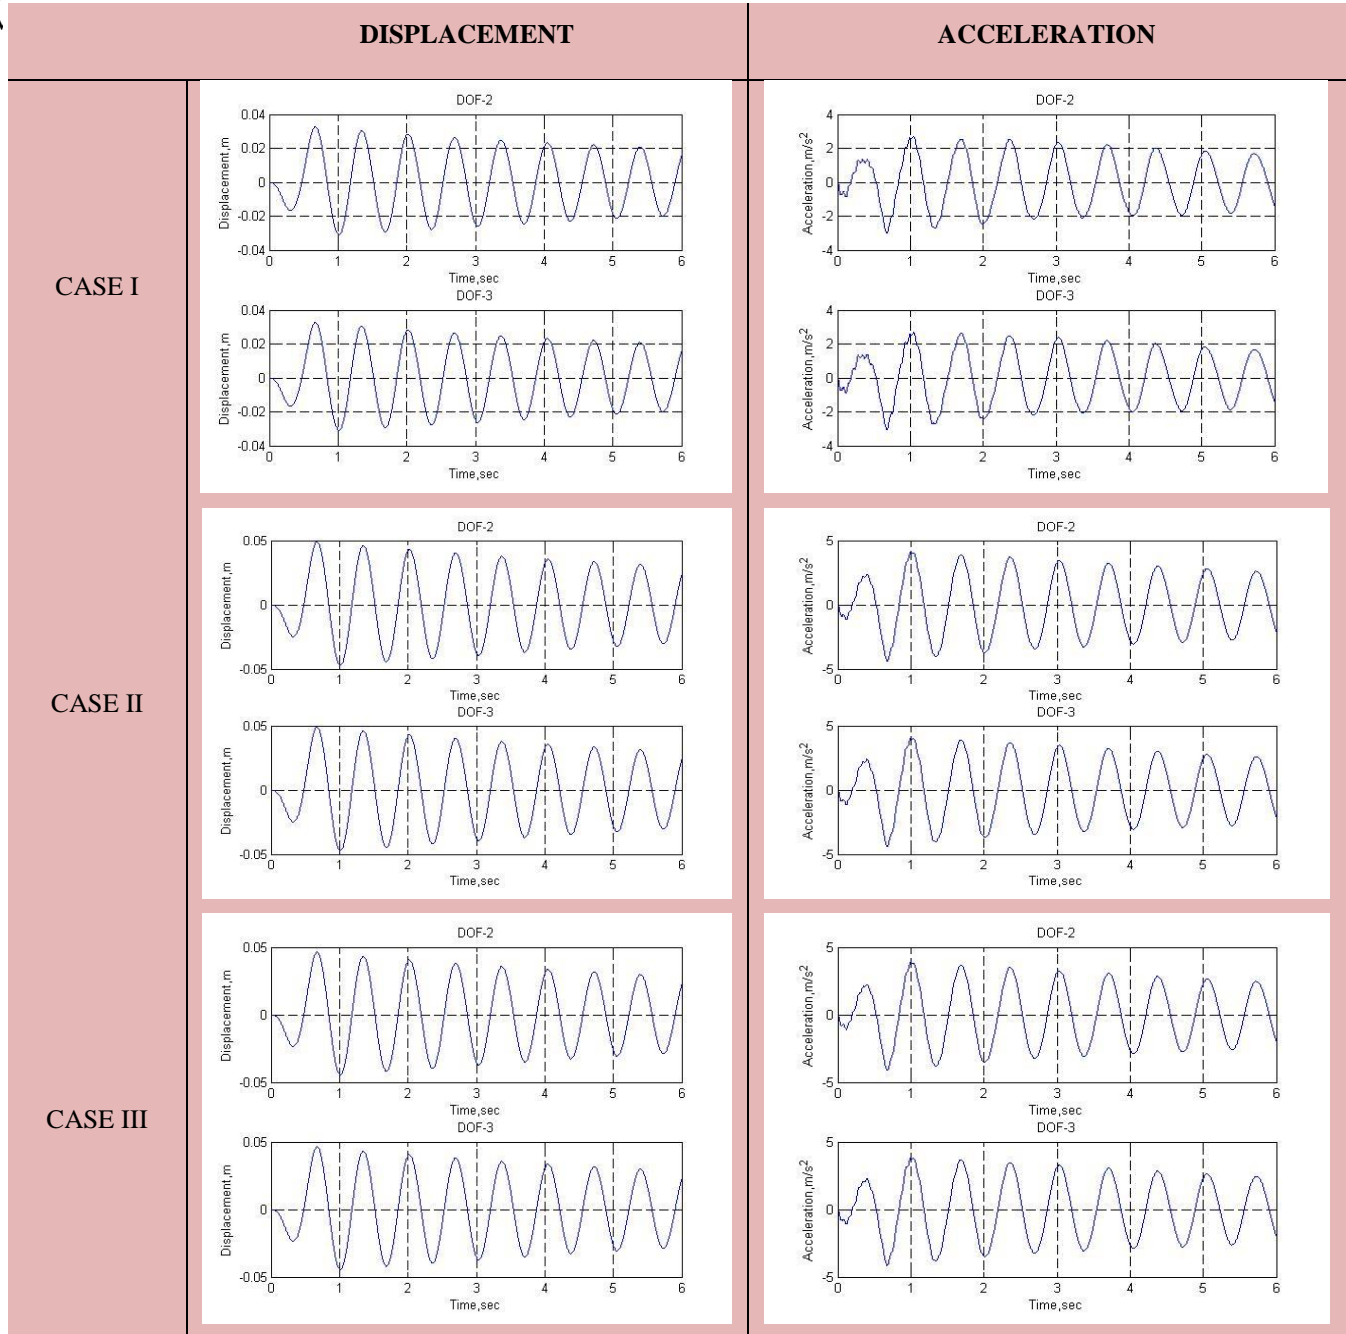 DISPLACEMENT
ACCELERATION
CASE I
DOF-2
0.04
0.02
0
-0.02
-0.04
Displacement,m
0 1 2 3 4 5 6
Time,sec
DOF-3
0.04
0.02
0
-0.02
-0.04
Displacement,m
0 1 2 3 4 5 6
Time,sec
DOF-2
4
2
0
-2
-4
Acceleration,m/s²
0 1 2 3 4 5 6
Time,sec
DOF-3
4
2
0
-2
-4
Acceleration,m/s²
0 1 2 3 4 5 6
Time,sec
CASE II
DOF-2
0.05
0
-0.05
Displacement,m
0 1 2 3 4 5 6
Time,sec
DOF-3
0.05
0
-0.05
Displacement,m
0 1 2 3 4 5 6
Time,sec
DOF-2
5
0
-5
Acceleration,m/s²
0 1 2 3 4 5 6
Time,sec
DOF-3
5
0
-5
Acceleration,m/s²
0 1 2 3 4 5 6
Time,sec
CASE III
DOF-2
0.05
0
-0.05
Displacement,m
0 1 2 3 4 5 6
Time,sec
DOF-3
0.05
0
-0.05
Displacement,m
0 1 2 3 4 5 6
Time,sec
DOF-2
5
0
-5
Acceleration,m/s²
0 1 2 3 4 5 6
Time,sec
DOF-3
5
0
-5
Acceleration,m/s²
0 1 2 3 4 5 6
Time,sec